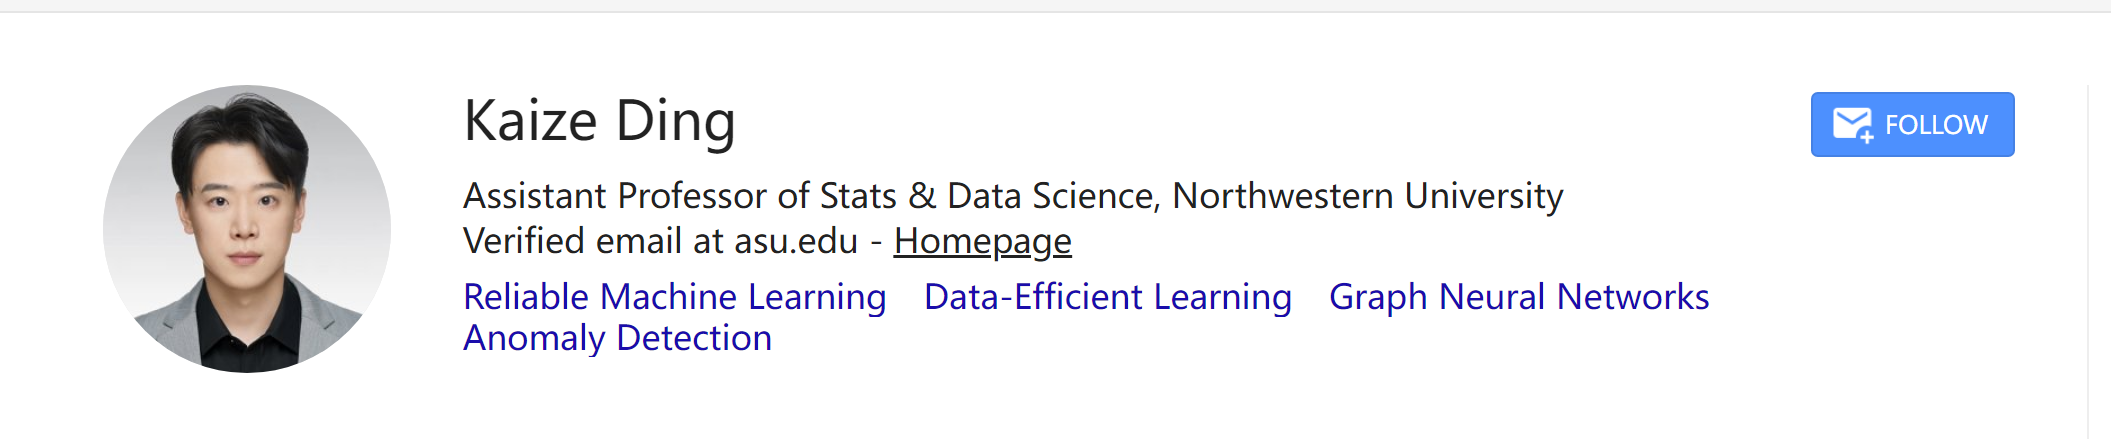 Kaize Ding
FOLLOW
Assistant Professor of Stats & Data Science, Northwestern University
Verified email at asu.edu - Homepage
Reliable Machine Learning Data-Efficient Learning Graph Neural Networks
Anomaly Detection